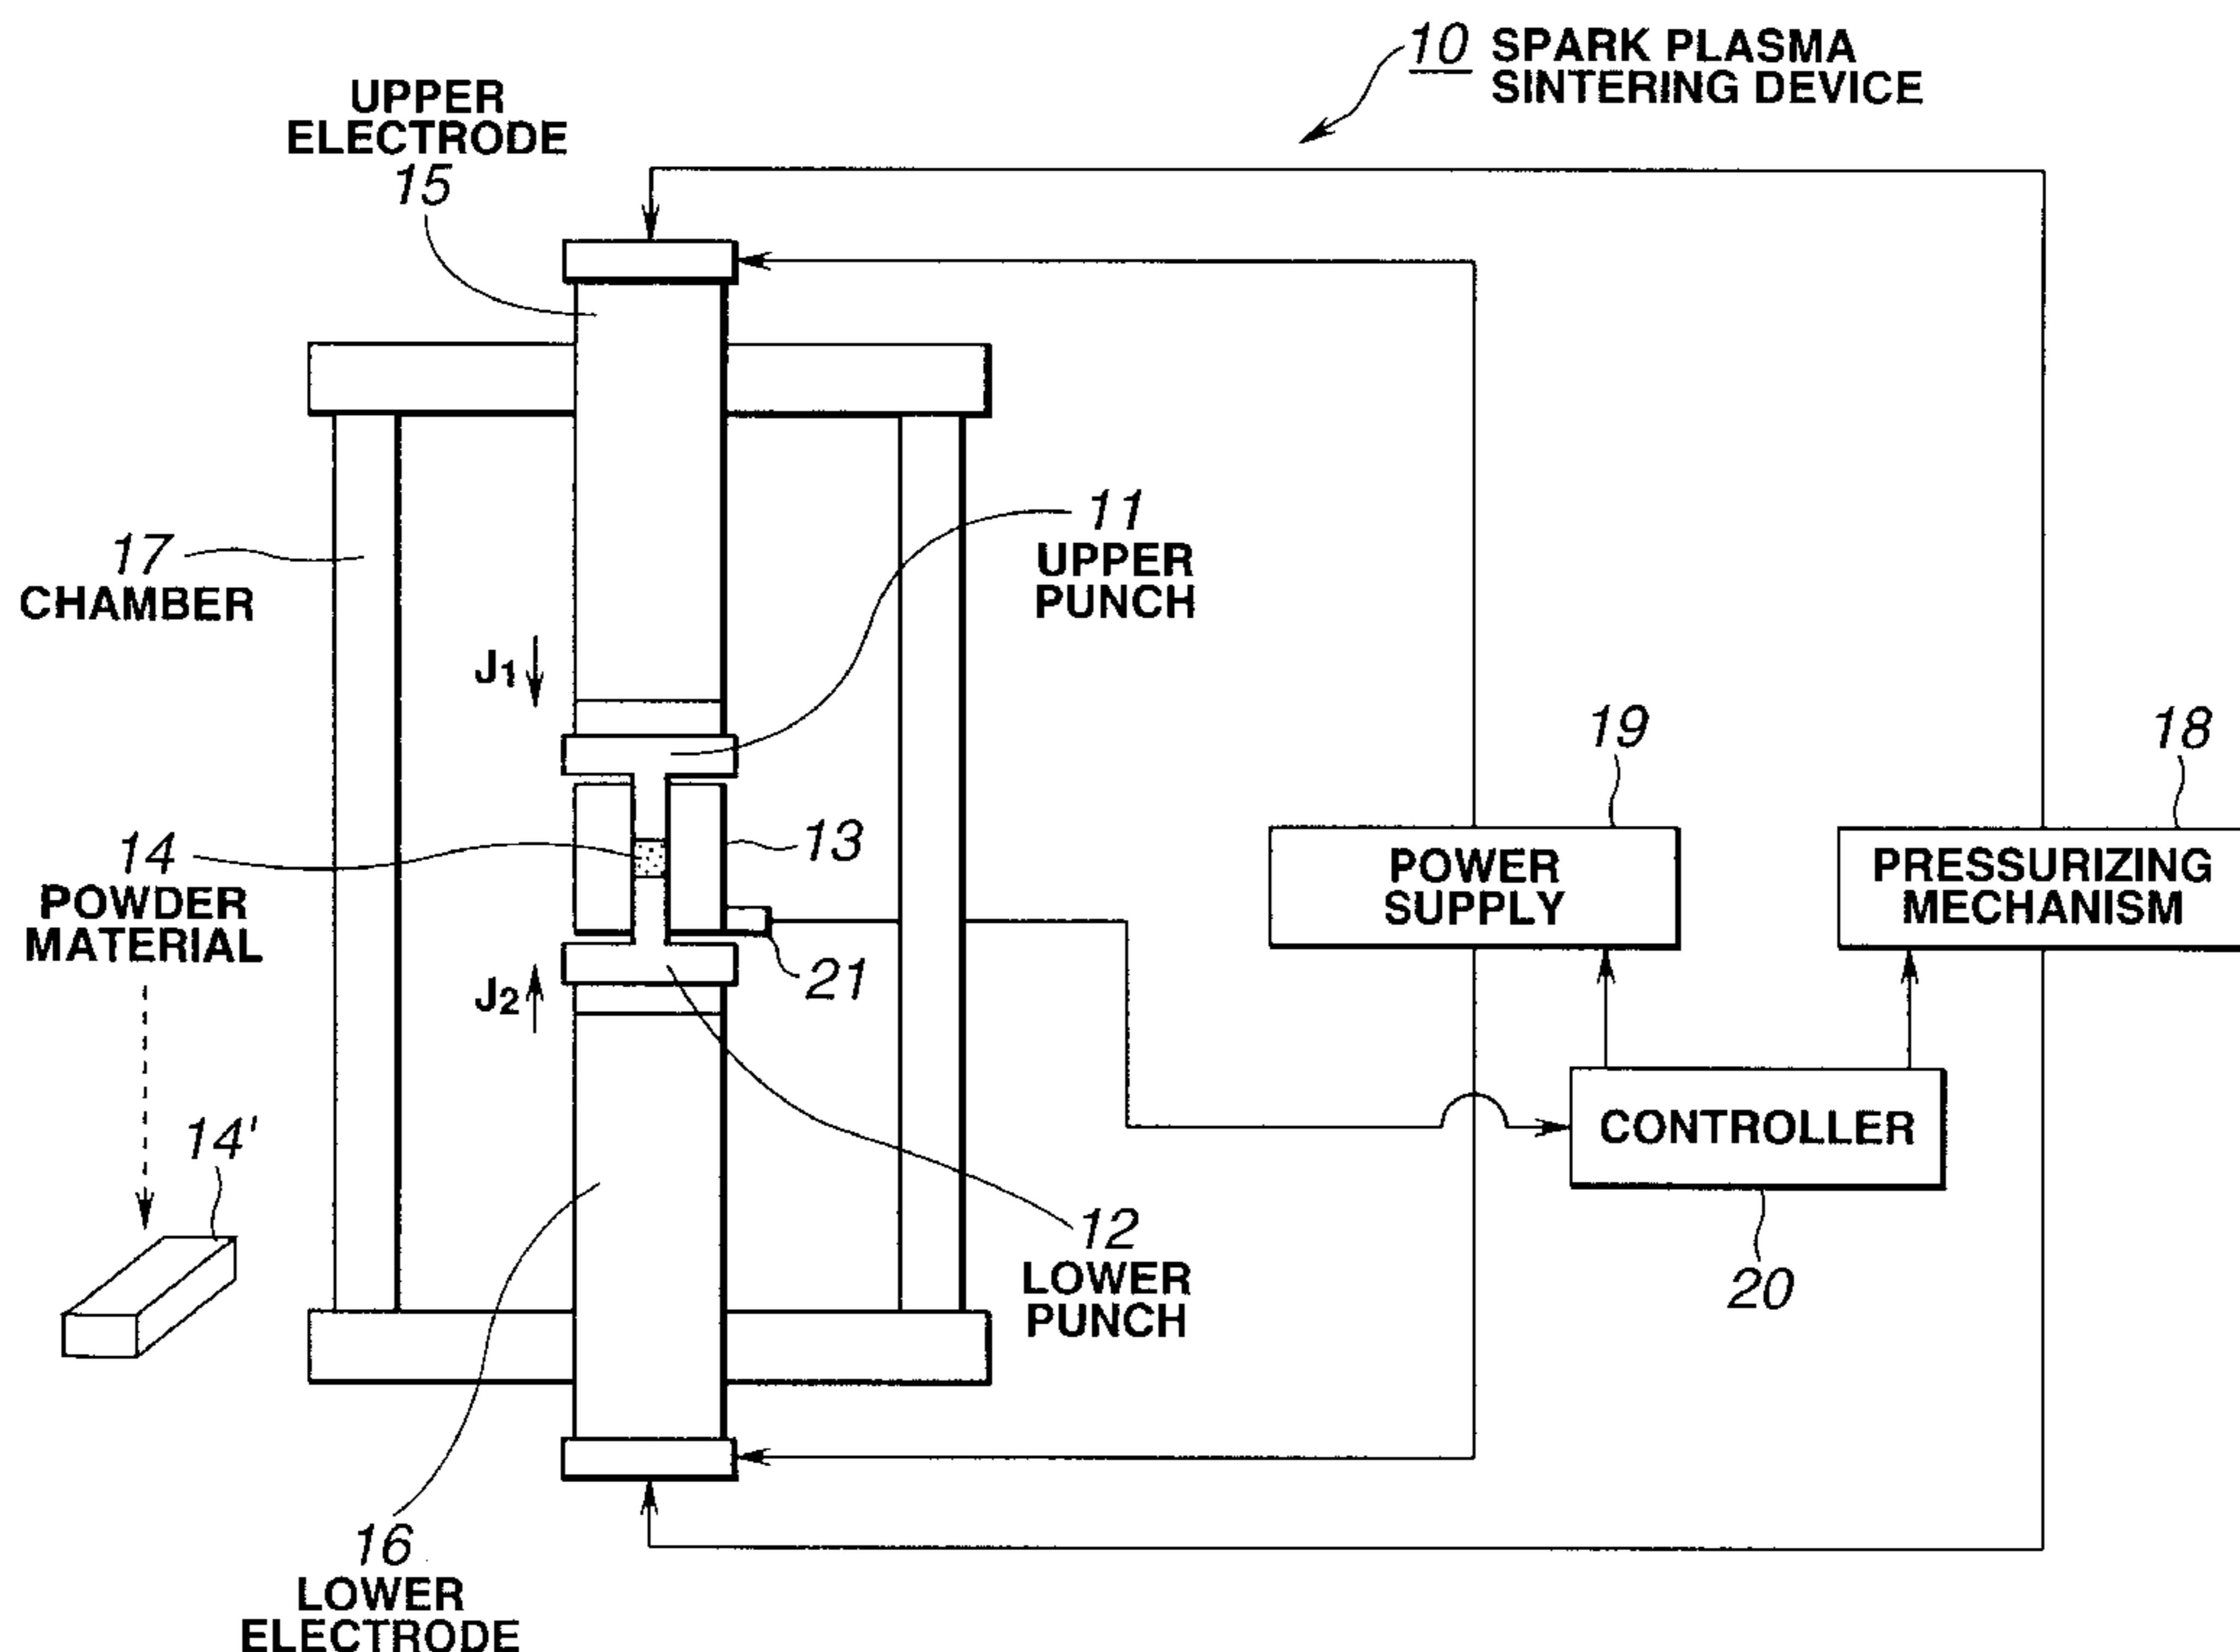 10 SPARK PLASMA
SINTERING DEVICE
UPPER
ELECTRODE
15
11
UPPER
PUNCH
17
CHAMBER
J1
19
18
13
14
POWDER
MATERIAL
POWER
SUPPLY
PRESSURIZING
MECHANISM
21
J2
CONTROLLER
14'
12
LOWER
PUNCH
20
16
LOWER
ELECTRODE